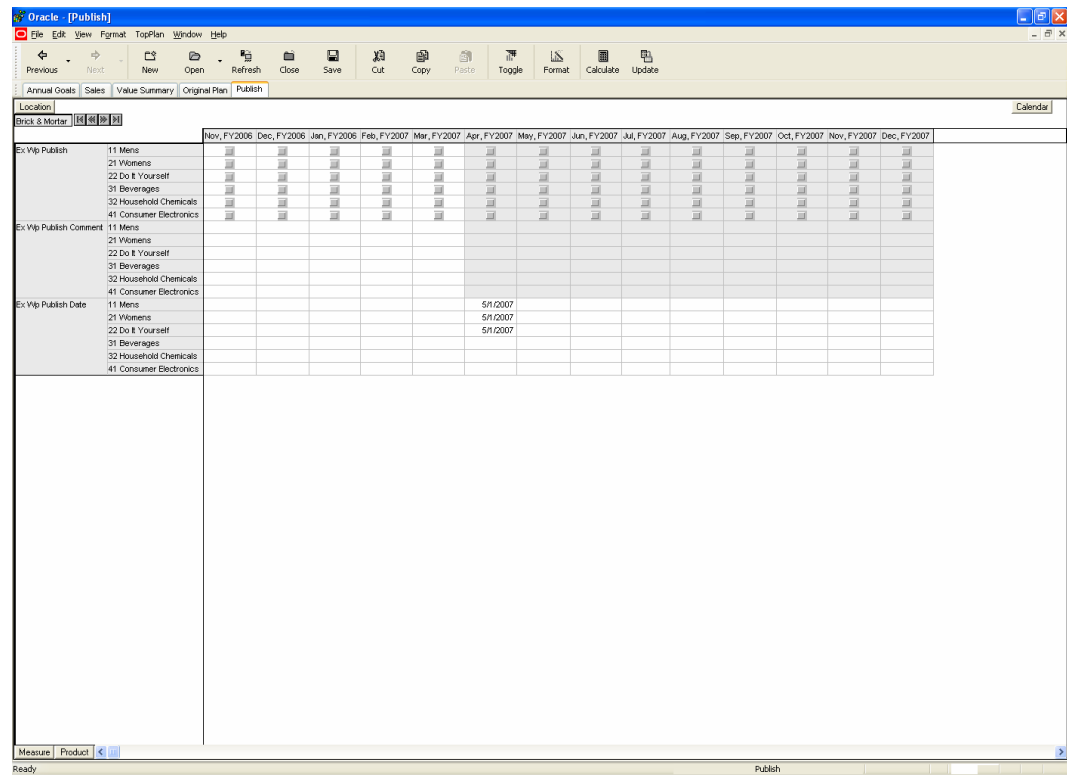 Oracle - [Publish]
File Edit View Format TopPlan Window Help
Previous Next New Open Refresh Close Save Cut Copy Paste Toggle Format Calculate Update
Annual Goals Sales Value Summary Original Plan Publish
Location Calendar
Brick & Mortar
Nov, FY2006 Dec, FY2006 Jan, FY2006 Feb, FY2007 Mar, FY2007 Apr, FY2007 May, FY2007 Jun, FY2007 Jul, FY2007 Aug, FY2007 Sep, FY2007 Oct, FY2007 Nov, FY2007 Dec, FY2007
Ex Wp Publish 11 Mens
21 Womens
22 Do It Yourself
31 Beverages
32 Household Chemicals
41 Consumer Electronics
Ex Wp Publish Comment 11 Mens
21 Womens
22 Do It Yourself
31 Beverages
32 Household Chemicals
41 Consumer Electronics
Ex Wp Publish Date 11 Mens 5/1/2007
21 Womens 5/1/2007
22 Do It Yourself 5/1/2007
31 Beverages
32 Household Chemicals
41 Consumer Electronics
Measure Product
Ready Publish